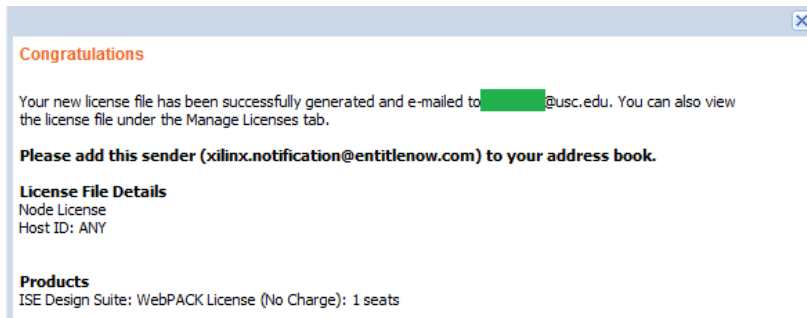 Congratulations
Your new license file has been successfully generated and e-mailed to @usc.edu. You can also view
the license file under the Manage Licenses tab.
Please add this sender (xilinx.notification@entitlenow.com) to your address book.
License File Details
Node License
Host ID: ANY
Products
ISE Design Suite: WebPACK License (No Charge): 1 seats